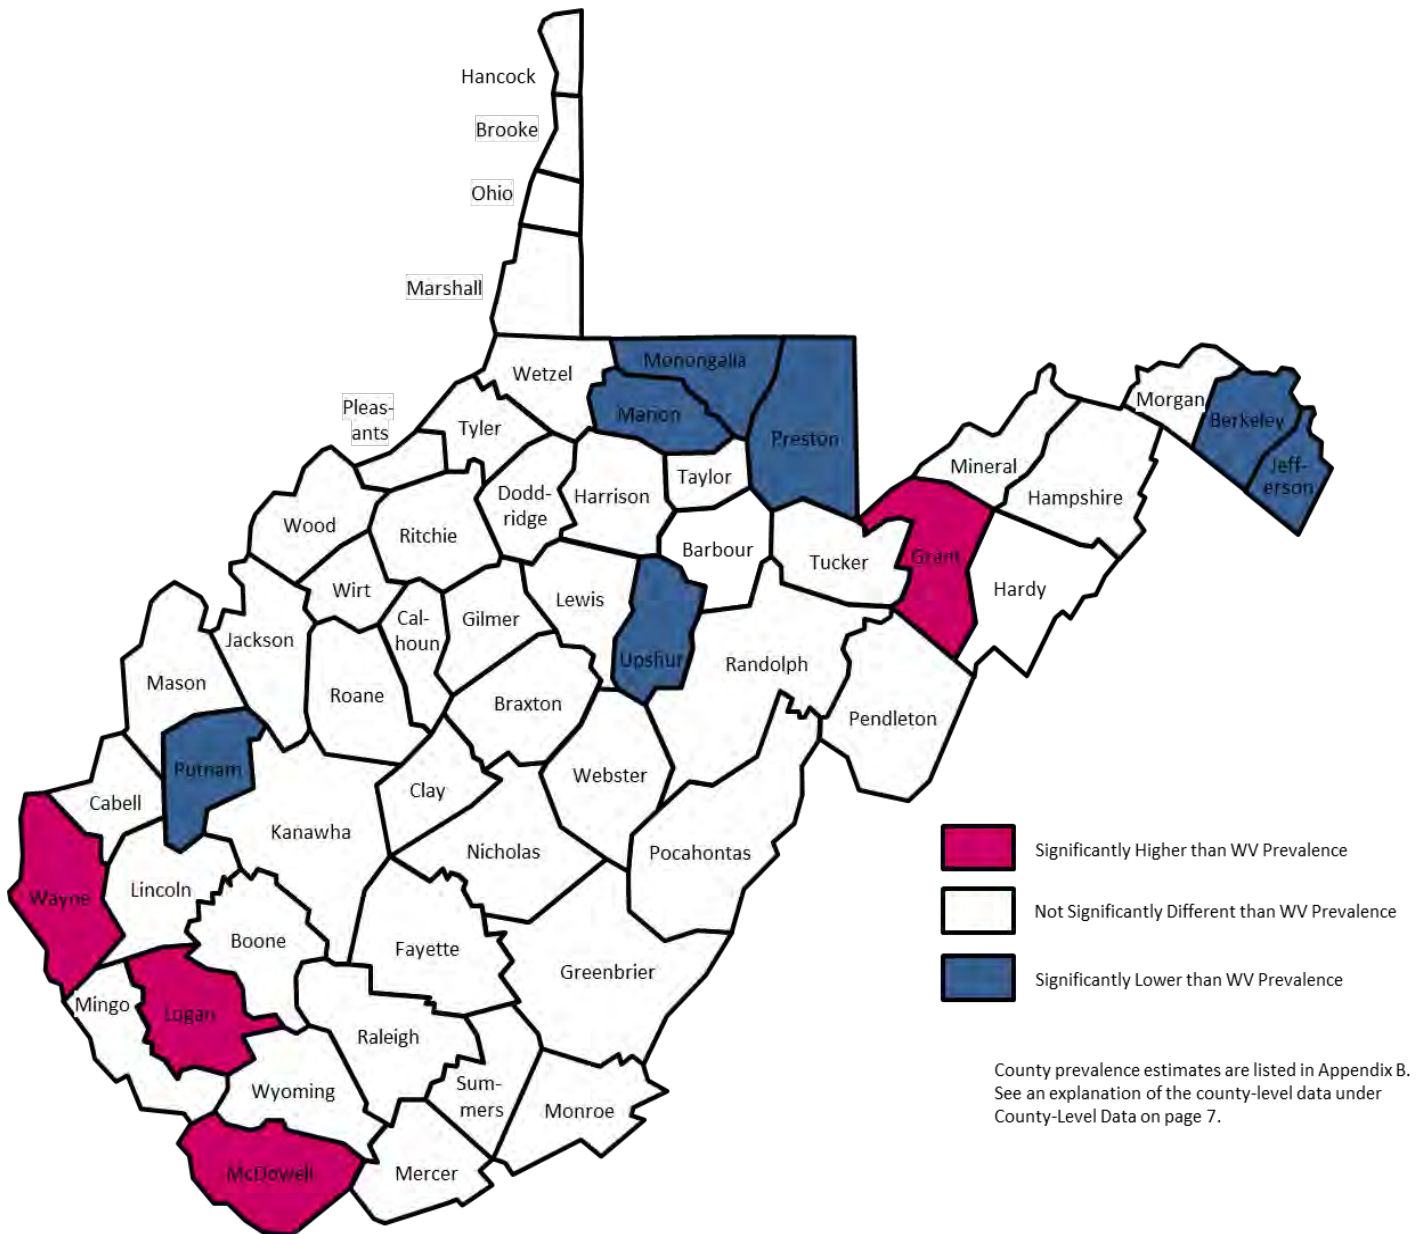 Hancock
Brooke
Ohio
Marshall
Wetzel
Monongalia
Marion
Preston
Morgan
Berkeley
Jeff-
erson
Pleas-
ants
Tyler
Mineral
Hampshire
Taylor
Harrison
Dodd-
ridge
Wood
Ritchie
Barbour
Tucker
Grant
Hardy
Wirt
Cal-
houn
Gilmer
Lewis
Upshur
Jackson
Randolph
Mason
Roane
Braxton
Pendleton
Putnam
Webster
Clay
Cabell
Kanawha
Nicholas
Pocahontas
Wayne
Lincoln
Boone
Fayette
Greenbrier
Mingo
Logan
Raleigh
Wyoming
Sum-
mers
Monroe
McDowell
Mercer
Significantly Higher than WV Prevalence
Not Significantly Different than WV Prevalence
Significantly Lower than WV Prevalence
County prevalence estimates are listed in Appendix B.
See an explanation of the county-level data under
County-Level Data on page 7.